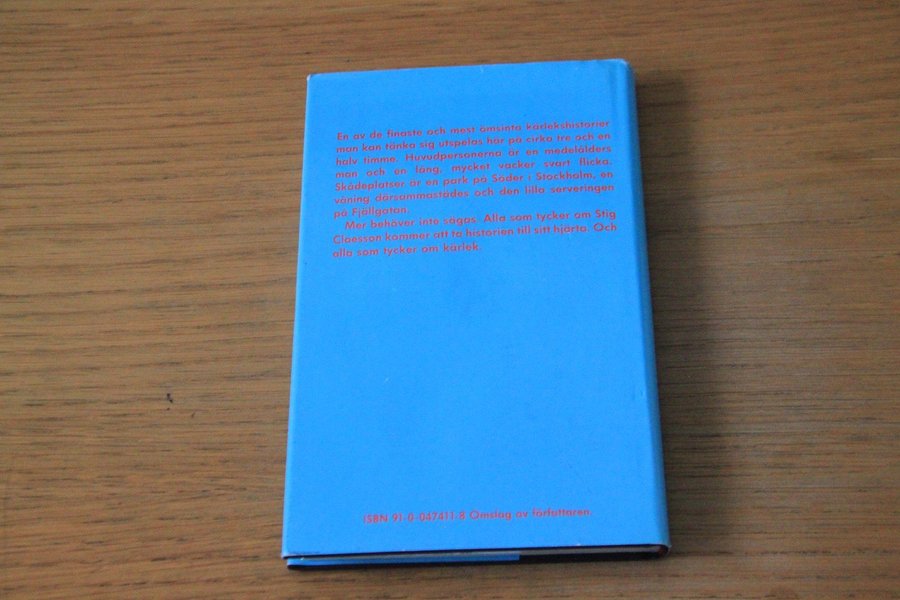 En av de finaste och mest ömsinta kärlekshistorier
man kan tänka sig utspelas här på cirka tre och en
halv timme. Huvudpersonerna är en medelålders
man och en lång, mycket vacker svart flicka.
Skådeplatser är en park på Söder i Stockholm, en
våning därsammastädes och den lilla serveringen
på Fjällgatan.
Mer behöver inte sägas. Alla som tycker om Stig
Claesson kommer att ta historien till sitt hjärta. Och
alla som tycker om kärlek.
ISBN 91-0-047411-8 Omslag av författaren.